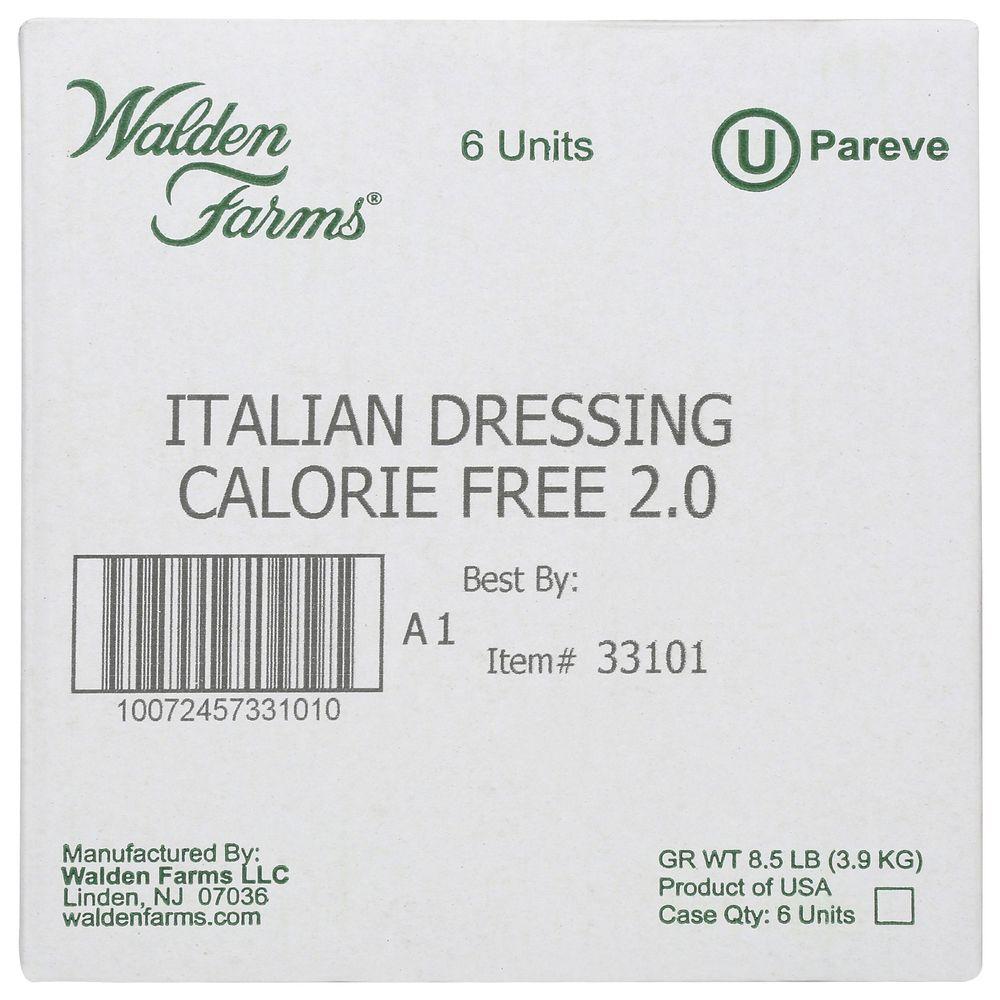 Walden
Farms®
6 Units
U Pareve
ITALIAN DRESSING
CALORIE FREE 2.0
Best By:
A 1
Item# 33101
10072457331010
Manufactured By:
Walden Farms LLC
Linden, NJ 07036
waldenfarms.com
GR WT 8.5 LB (3.9 KG)
Product of USA
Case Qty: 6 Units